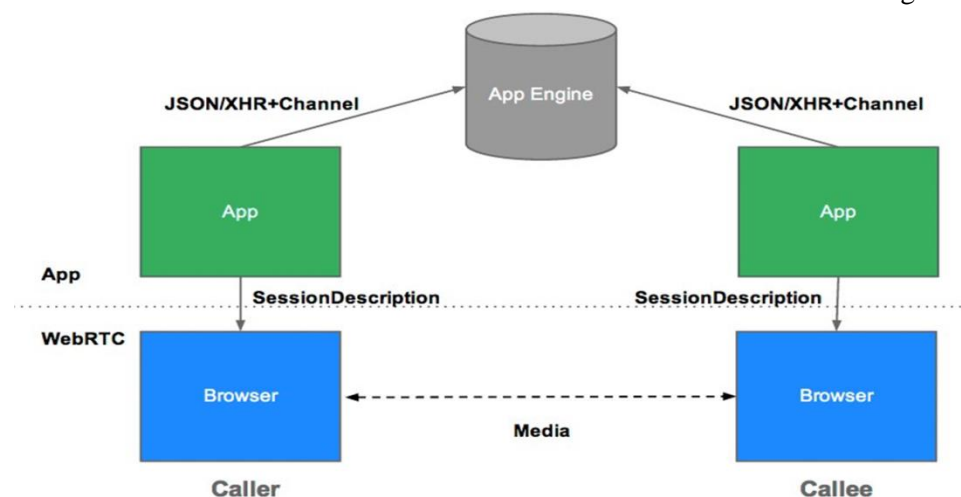 App Engine
JSON/XHR+Channel
JSON/XHR+Channel
App
App
App
SessionDescription
SessionDescription
WebRTC
Browser
Browser
Media
Caller
Callee